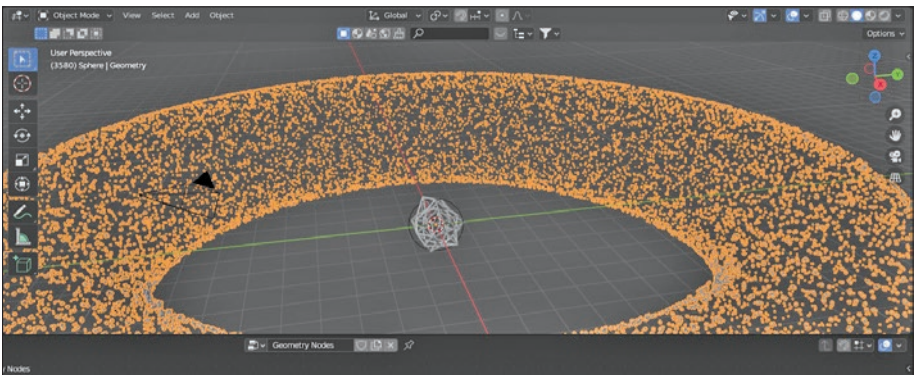 Object Mode View Select Add Object Global
Options
User Perspective
(3580) Sphere | Geometry
Z
Y
X
Geometry Nodes
Nodes